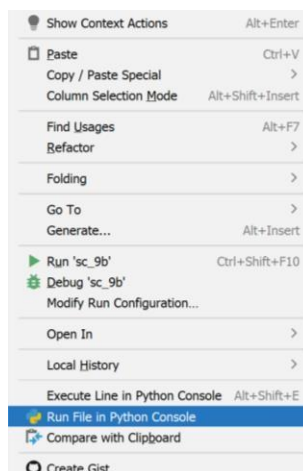 Show Context Actions Alt+Enter
Paste Ctrl+V
Copy / Paste Special >
Column Selection Mode Alt+Shift+Insert
Find Usages Alt+F7
Refactor >
Folding >
Go To >
Generate... Alt+Insert
Run 'sc_9b' Ctrl+Shift+F10
Debug 'sc_9b'
Modify Run Configuration...
Open In >
Local History >
Execute Line in Python Console Alt+Shift+E
Run File in Python Console
Compare with Clipboard
Create Gist...